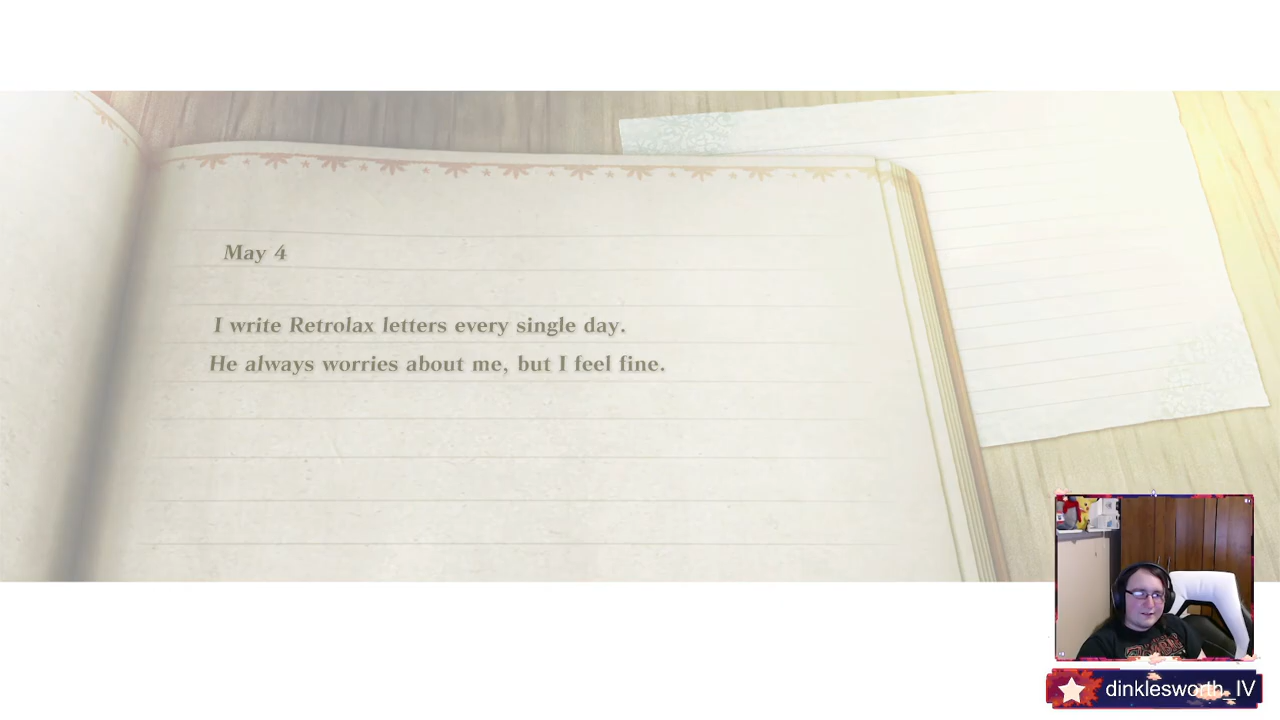 May 4
I write Retrolax letters every single day.
He always worries about me, but I feel fine.
dinklesworth_IV